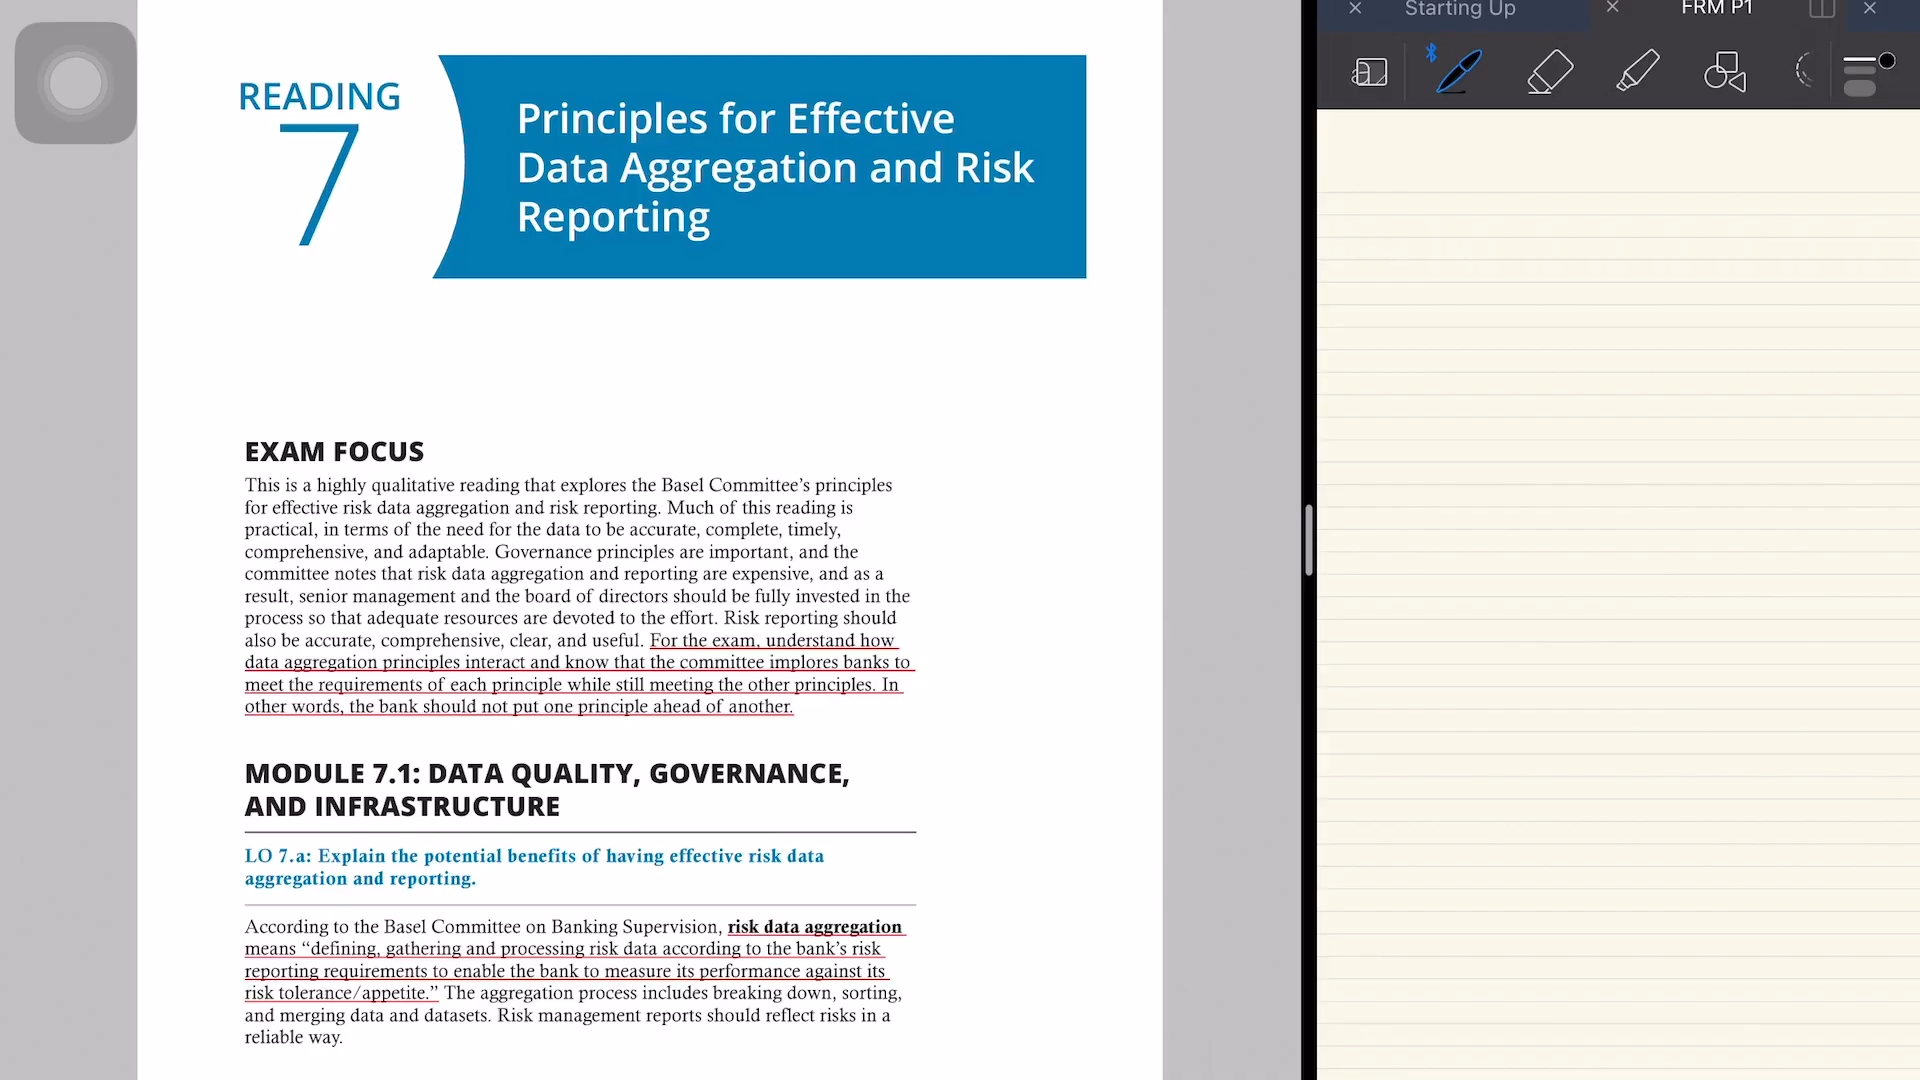 READING
7
Principles for Effective
Data Aggregation and Risk
Reporting
EXAM FOCUS
This is a highly qualitative reading that explores the Basel Committee’s principles
for effective risk data aggregation and risk reporting. Much of this reading is
practical, in terms of the need for the data to be accurate, complete, timely,
comprehensive, and adaptable. Governance principles are important, and the
committee notes that risk data aggregation and reporting are expensive, and as a
result, senior management and the board of directors should be fully invested in the
process so that adequate resources are devoted to the effort. Risk reporting should
also be accurate, comprehensive, clear, and useful. For the exam, understand how
data aggregation principles interact and know that the committee implores banks to
meet the requirements of each principle while still meeting the other principles. In
other words, the bank should not put one principle ahead of another.
MODULE 7.1: DATA QUALITY, GOVERNANCE,
AND INFRASTRUCTURE
LO 7.a: Explain the potential benefits of having effective risk data
aggregation and reporting.
According to the Basel Committee on Banking Supervision, risk data aggregation
means “defining, gathering and processing risk data according to the bank’s risk
reporting requirements to enable the bank to measure its performance against its
risk tolerance/appetite.” The aggregation process includes breaking down, sorting,
and merging data and datasets. Risk management reports should reflect risks in a
reliable way.
Starting Up
FRM P1